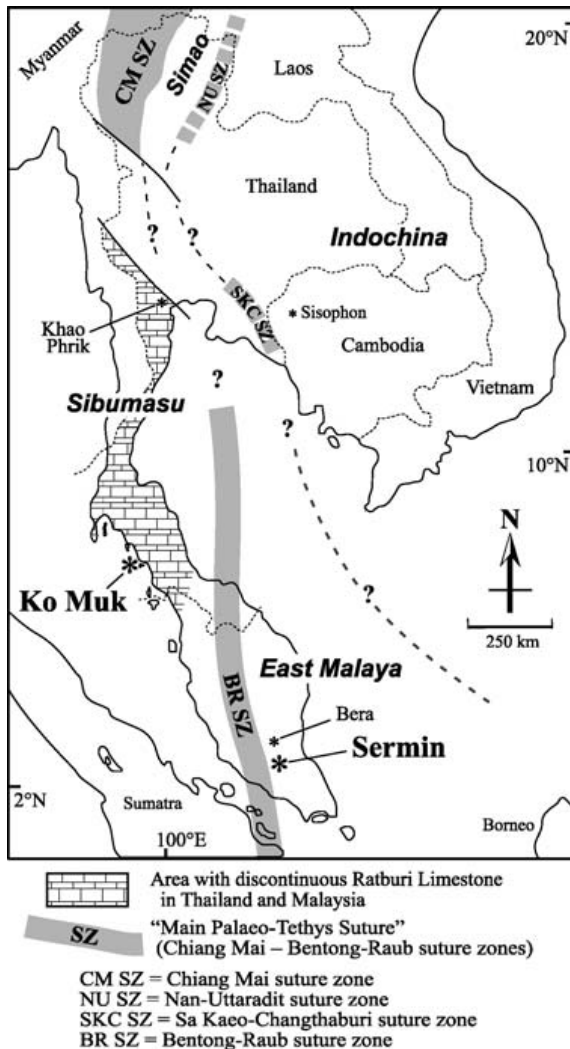 Myanmar
CM SZ
Simao
NU SZ
Laos
20°N
Thailand
Indochina
?
?
SKC SZ
* Sisophon
Khao
Phrik
*
Cambodia
Vietnam
?
Sibumasu
?
10°N
N
*
Ko Muk
250 km
?
East Malaya
BR SZ
Bera
*
Sermin
*
2°N
Sumatra
100°E
Borneo
Area with discontinuous Ratburi Limestone
in Thailand and Malaysia
SZ
“Main Palaeo-Tethys Suture”
(Chiang Mai – Bentong-Raub suture zones)
CM SZ = Chiang Mai suture zone
NU SZ = Nan-Uttaradit suture zone
SKC SZ = Sa Kaeo-Changthaburi suture zone
BR SZ = Bentong-Raub suture zone